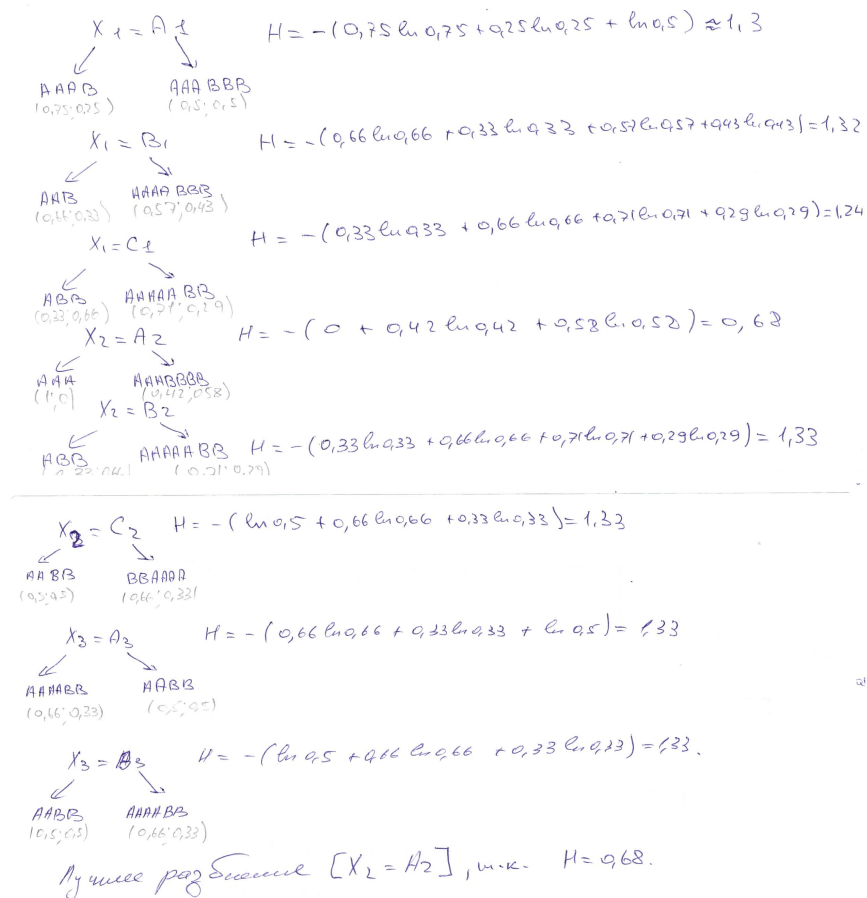 X1 = A1 H = -(0,75 ln 0,75 + 0,25 ln 0,25 + ln 0,5) ≈ 1,3
AAAB AAABBB
(0,75; 0,25) (0,5; 0,5)
X1 = B1 H = -(0,66 ln 0,66 + 0,33 ln 0,33 + 0,57 ln 0,57 + 0,43 ln 0,43) = 1,32
AAB AAAABBB
(0,66; 0,33) (0,57; 0,43)
X1 = C1 H = -(0,33 ln 0,33 + 0,66 ln 0,66 + 0,71 ln 0,71 + 0,29 ln 0,29) = 1,24
ABB AAAAABB
(0,33; 0,66) (0,71; 0,29)
X2 = A2 H = -(0 + 0,42 ln 0,42 + 0,58 ln 0,58) = 0,68
AAA AAABBBB
(1; 0) (0,42; 0,58)
X2 = B2
ABB AAAAABB H = -(0,33 ln 0,33 + 0,66 ln 0,66 + 0,71 ln 0,71 + 0,29 ln 0,29) = 1,33
(0,71; 0,29)
X2 = C2 H = -(ln 0,5 + 0,66 ln 0,66 + 0,33 ln 0,33) = 1,33
AABB BBAAAA
(0,5; 0,5) (0,66; 0,33)
X3 = A3 H = -(0,66 ln 0,66 + 0,33 ln 0,33 + ln 0,5) = 1,33
AAAABB AABB
(0,66; 0,33) (0,5; 0,5)
X3 = B3 H = -(ln 0,5 + 0,66 ln 0,66 + 0,33 ln 0,33) = 1,33.
AABB AAAABB
(0,5; 0,5) (0,66; 0,33)
Лучшее разбиение [X2 = A2], т.к. H = 0,68.